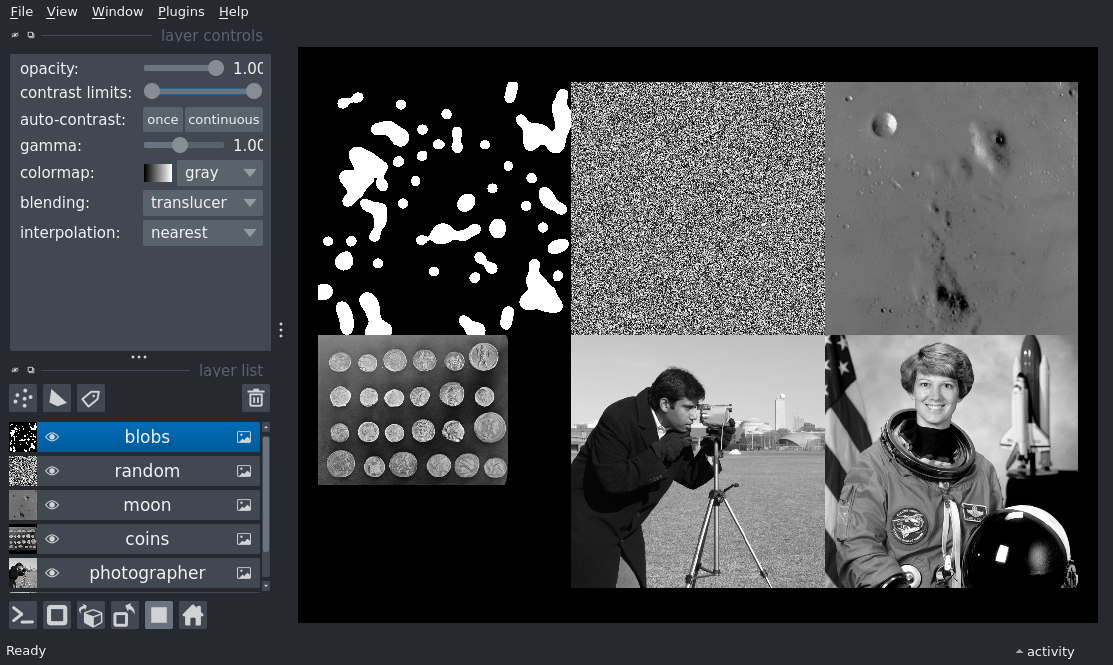 File View Window Plugins Help
layer controls
opacity: 1.00
contrast limits:
auto-contrast: once continuous
gamma: 1.00
colormap: gray
blending: translucer
interpolation: nearest
layer list
blobs
random
moon
coins
photographer
Ready
activity